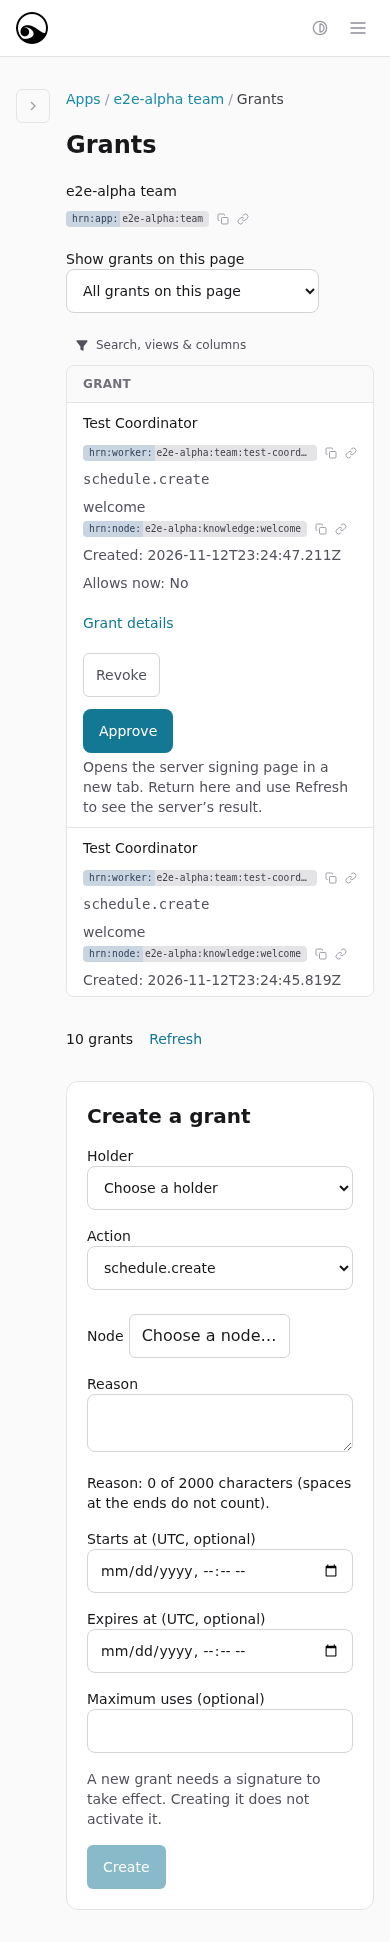 Apps / e2e-alpha team / Grants
Grants
e2e-alpha team
hrn:app: e2e-alpha:team
Show grants on this page
All grants on this page
Search, views & columns
GRANT
Test Coordinator
hrn:worker: e2e-alpha:team:test-coord…
schedule.create
welcome
hrn:node: e2e-alpha:knowledge:welcome
Created: 2026-11-12T23:24:47.211Z
Allows now: No
Grant details
Revoke
Approve
Opens the server signing page in a
new tab. Return here and use Refresh
to see the server’s result.
Test Coordinator
hrn:worker: e2e-alpha:team:test-coord…
schedule.create
welcome
hrn:node: e2e-alpha:knowledge:welcome
Created: 2026-11-12T23:24:45.819Z
10 grants Refresh
Create a grant
Holder
Choose a holder
Action
schedule.create
Node Choose a node…
Reason
Reason: 0 of 2000 characters (spaces
at the ends do not count).
Starts at (UTC, optional)
mm/dd/yyyy, --:-- --
Expires at (UTC, optional)
mm/dd/yyyy, --:-- --
Maximum uses (optional)
A new grant needs a signature to
take effect. Creating it does not
activate it.
Create